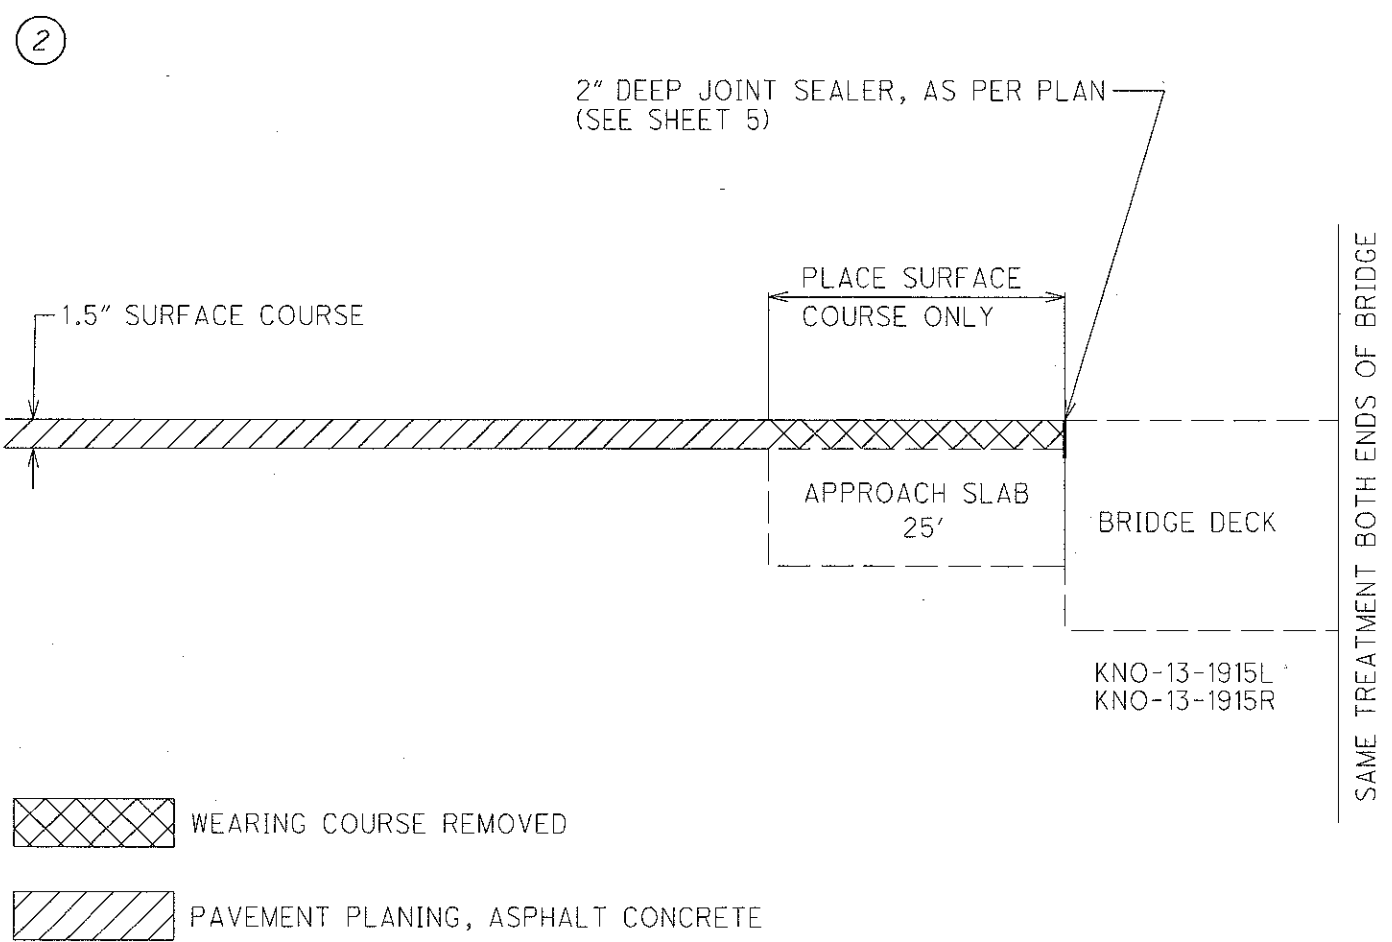 2
2" DEEP JOINT SEALER, AS PER PLAN
(SEE SHEET 5)
PLACE SURFACE
COURSE ONLY
1.5" SURFACE COURSE
APPROACH SLAB
25'
BRIDGE DECK
KNO-13-1915L
KNO-13-1915R
SAME TREATMENT BOTH ENDS OF BRIDGE
WEARING COURSE REMOVED
PAVEMENT PLANING, ASPHALT CONCRETE